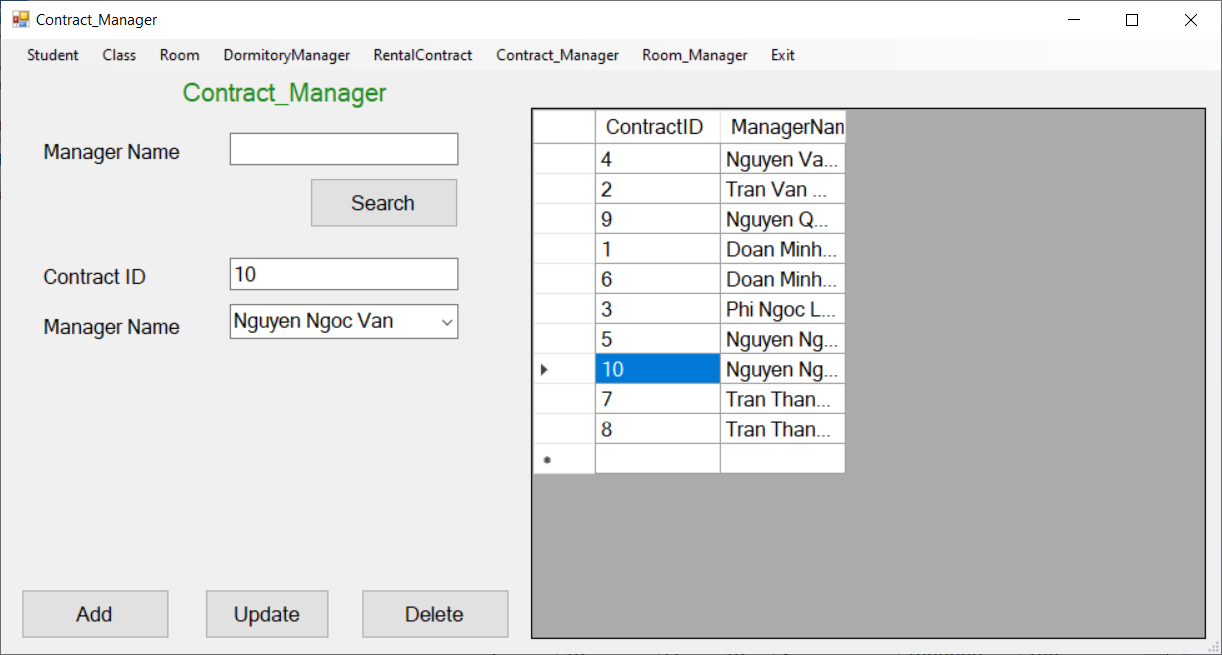 Contract_Manager
Student Class Room DormitoryManager RentalContract Contract_Manager Room_Manager Exit
Contract_Manager
Manager Name
Search
Contract ID 10
Manager Name Nguyen Ngoc Van
Add Update Delete
ContractID ManagerNam
4 Nguyen Va...
2 Tran Van ...
9 Nguyen Q...
1 Doan Minh...
6 Doan Minh...
3 Phi Ngoc L...
5 Nguyen Ng...
10 Nguyen Ng...
7 Tran Than...
8 Tran Than...